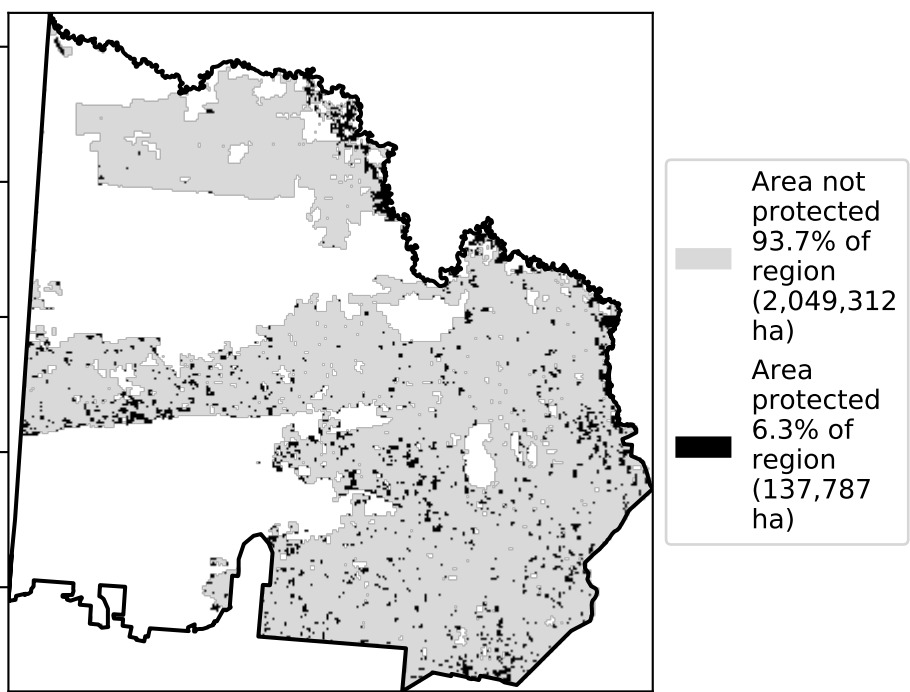 Area not
protected
93.7% of
region
(2,049,312
ha)
Area
protected
6.3% of
region
(137,787
ha)